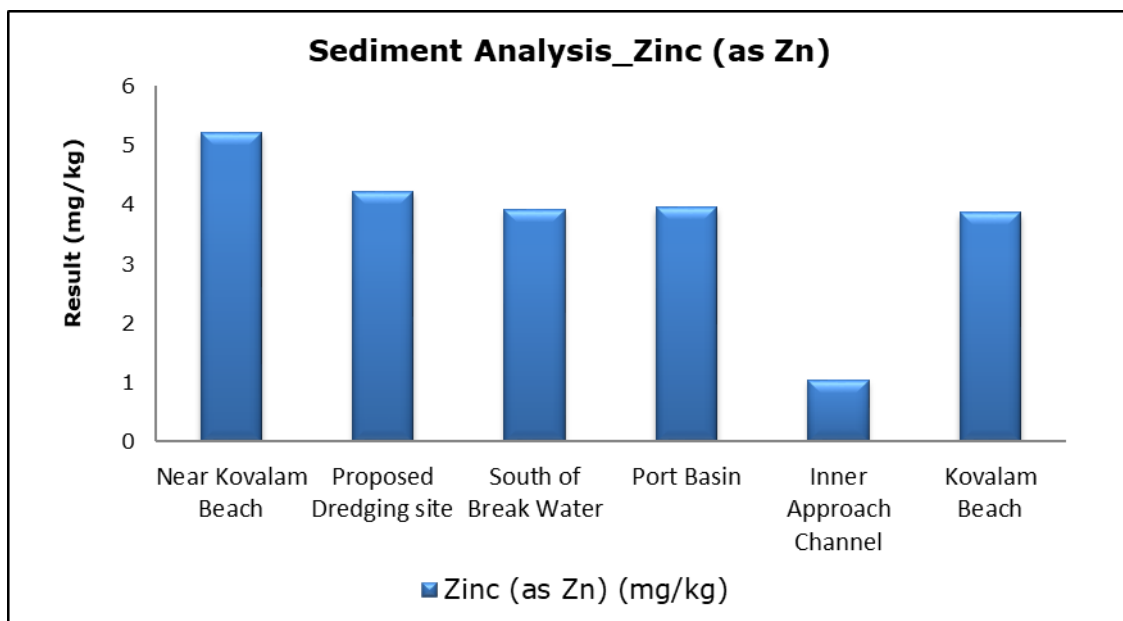 Sediment Analysis_Zinc (as Zn)
Result (mg/kg)
6
5
4
3
2
1
0
Near Kovalam
Beach
Proposed
Dredging site
South of
Break Water
Port Basin
Inner
Approach
Channel
Kovalam
Beach
Zinc (as Zn) (mg/kg)